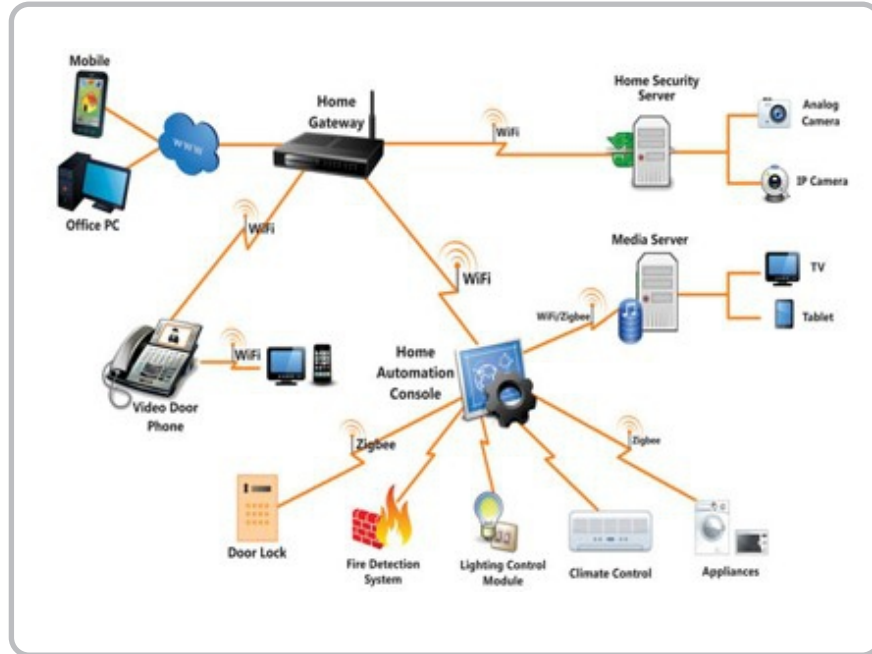 Mobile
Home
Gateway
WWW
Office PC
WiFi
Home Security
Server
Analog
Camera
IP Camera
WiFi
WiFi
Media Server
TV
Tablet
WiFi/Zigbee
WiFi
Video Door
Phone
Home
Automation
Console
Zigbee
Zigbee
Door Lock
Fire Detection
System
Lighting Control
Module
Climate Control
Appliances